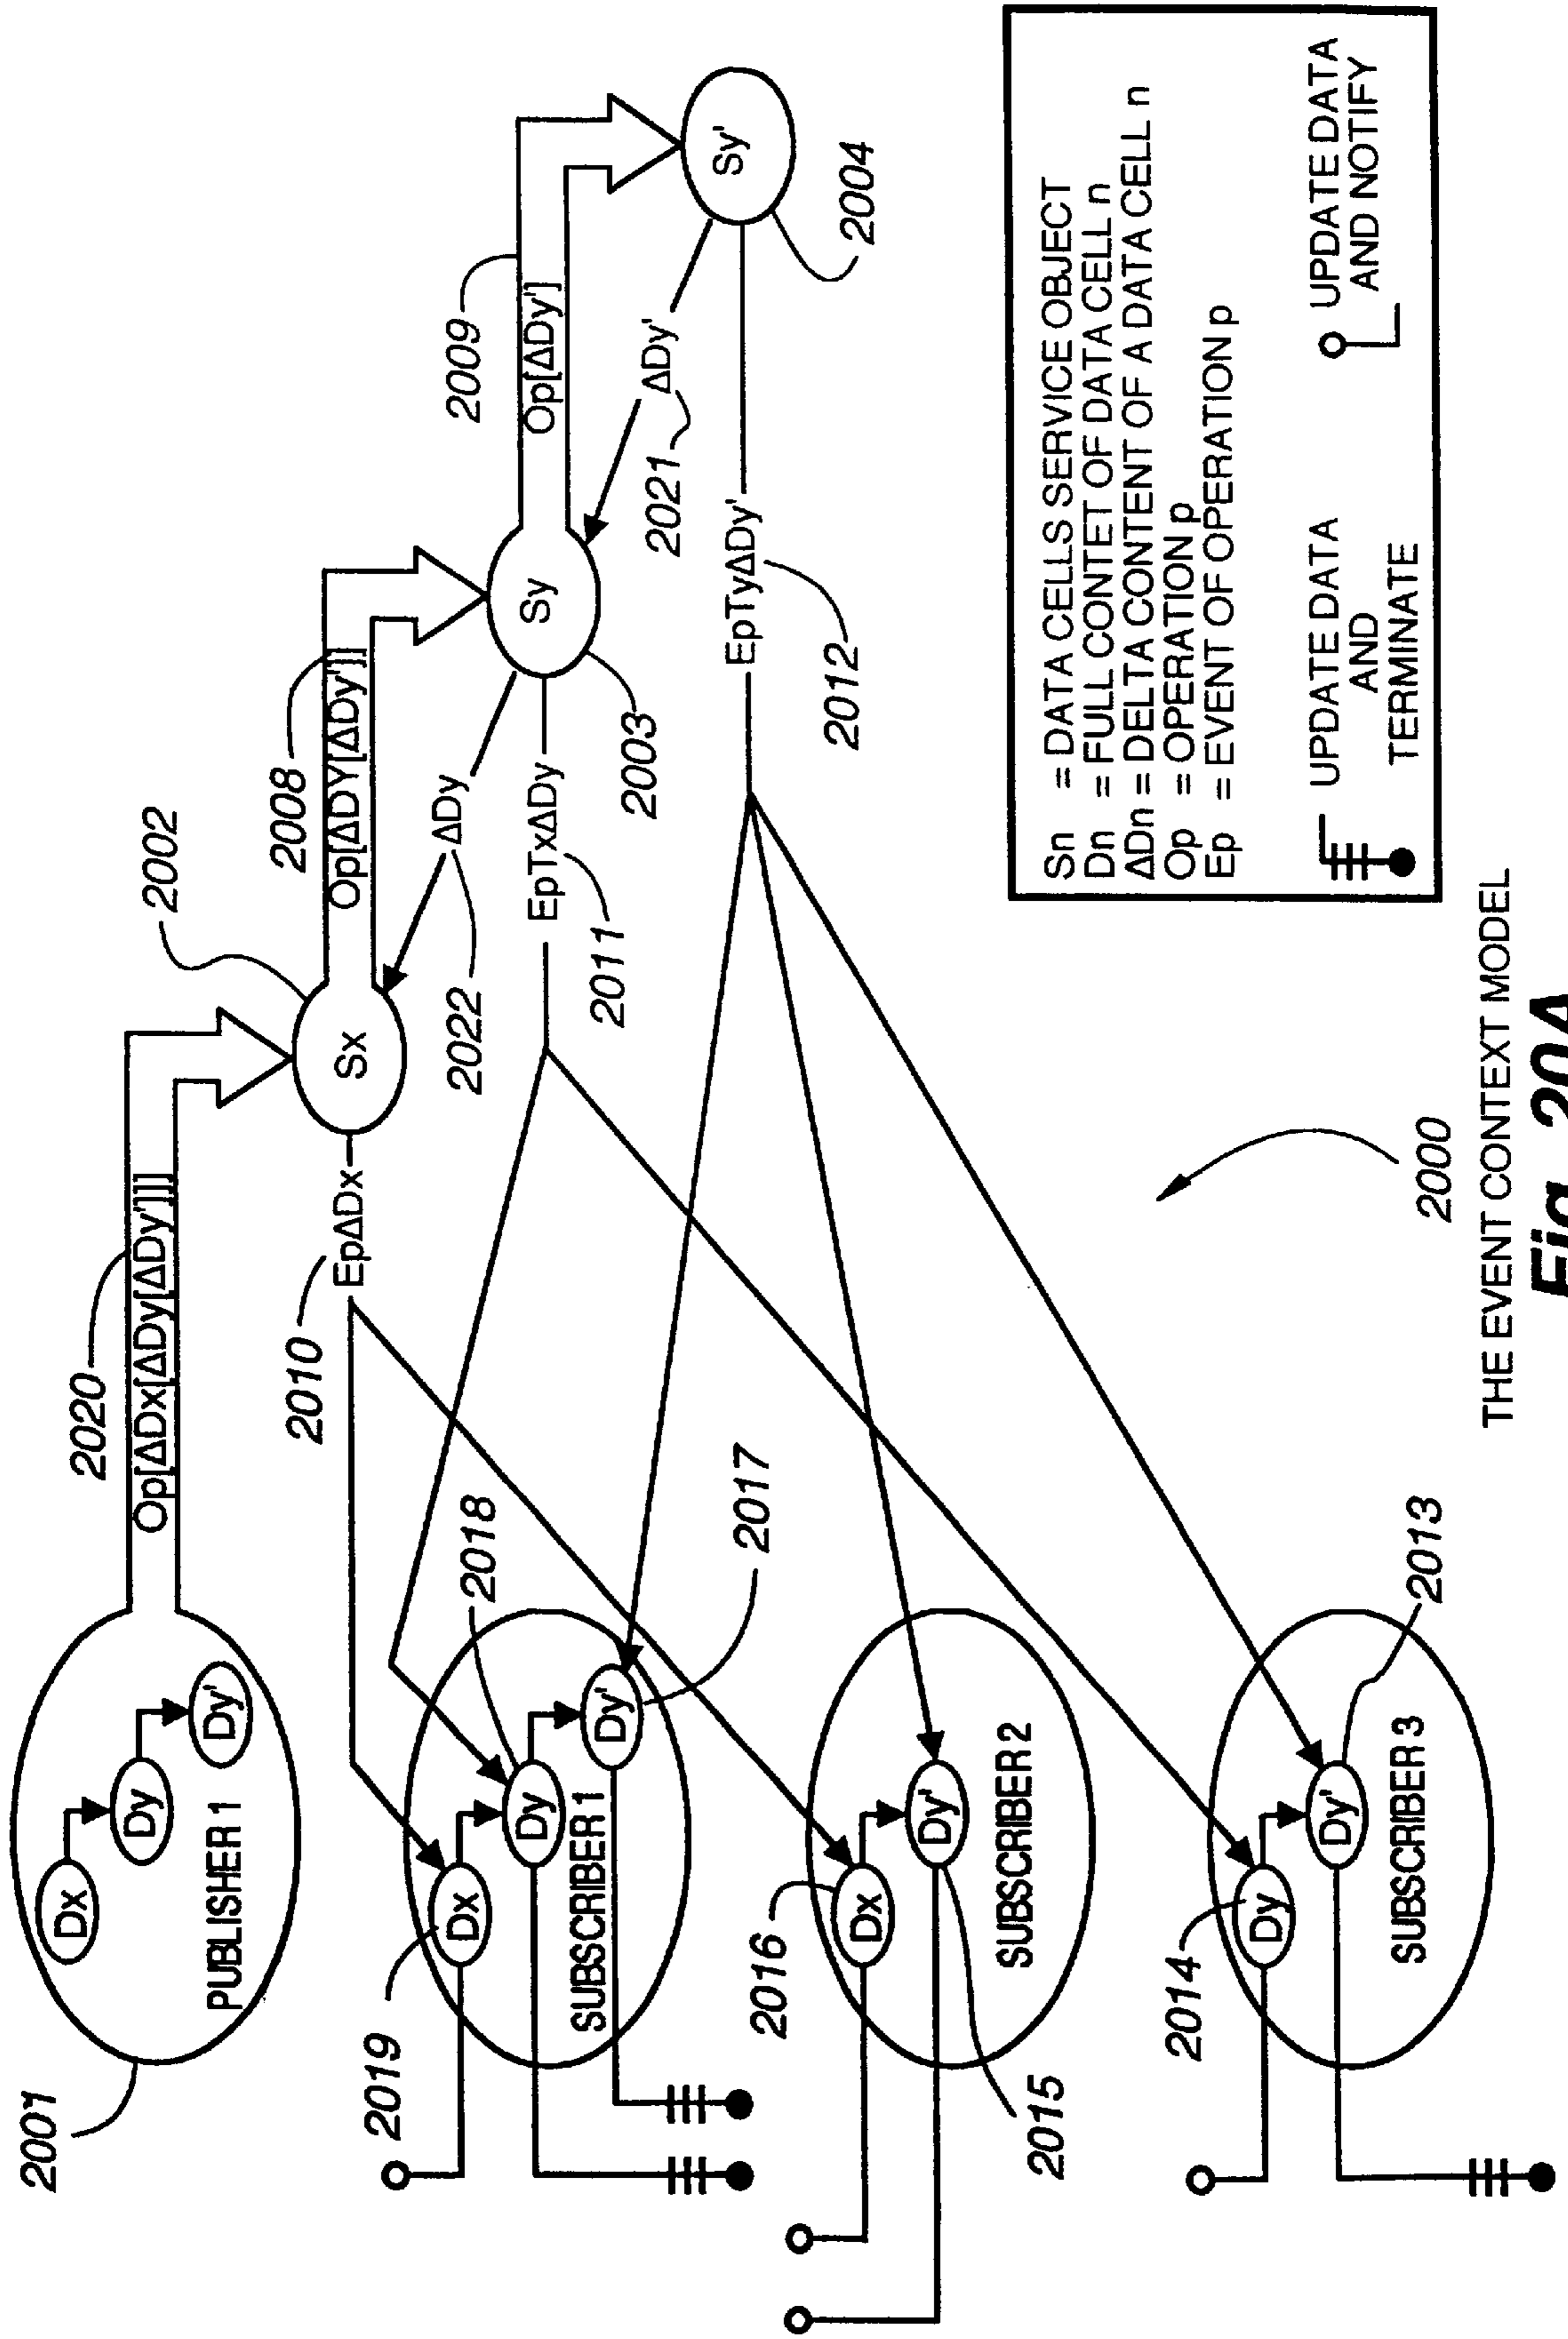 2001
Dx
Dy
Dy'
PUBLISHER 1
2020
Op[ΔDx[ΔDy[ΔDy']]]
2002
Sx
2008
Op[ΔDY[ΔDy']]
2009
Op[ΔDy']
Sy
Sy'
2010
EpΔDx
2022
ΔDy
2021
ΔDy'
2011
EpTxΔDy
2003
2012
EpTyΔDy'
2004
2019
Dx
2018
Dy
Dy'
2017
SUBSCRIBER 1
2016
Dx
Dy'
2015
SUBSCRIBER 2
2014
Dy
Dy'
2013
SUBSCRIBER 3
Sn = DATA CELLS SERVICE OBJECT
Dn = FULL CONTET OF DATA CELL n
ΔDn = DELTA CONTENT OF A DATA CELL n
Op = OPERATION p
Ep = EVENT OF OPERATION p
UPDATE DATA
AND
TERMINATE
UPDATE DATA
AND NOTIFY
2000
THE EVENT CONTEXT MODEL
Fig. 20A